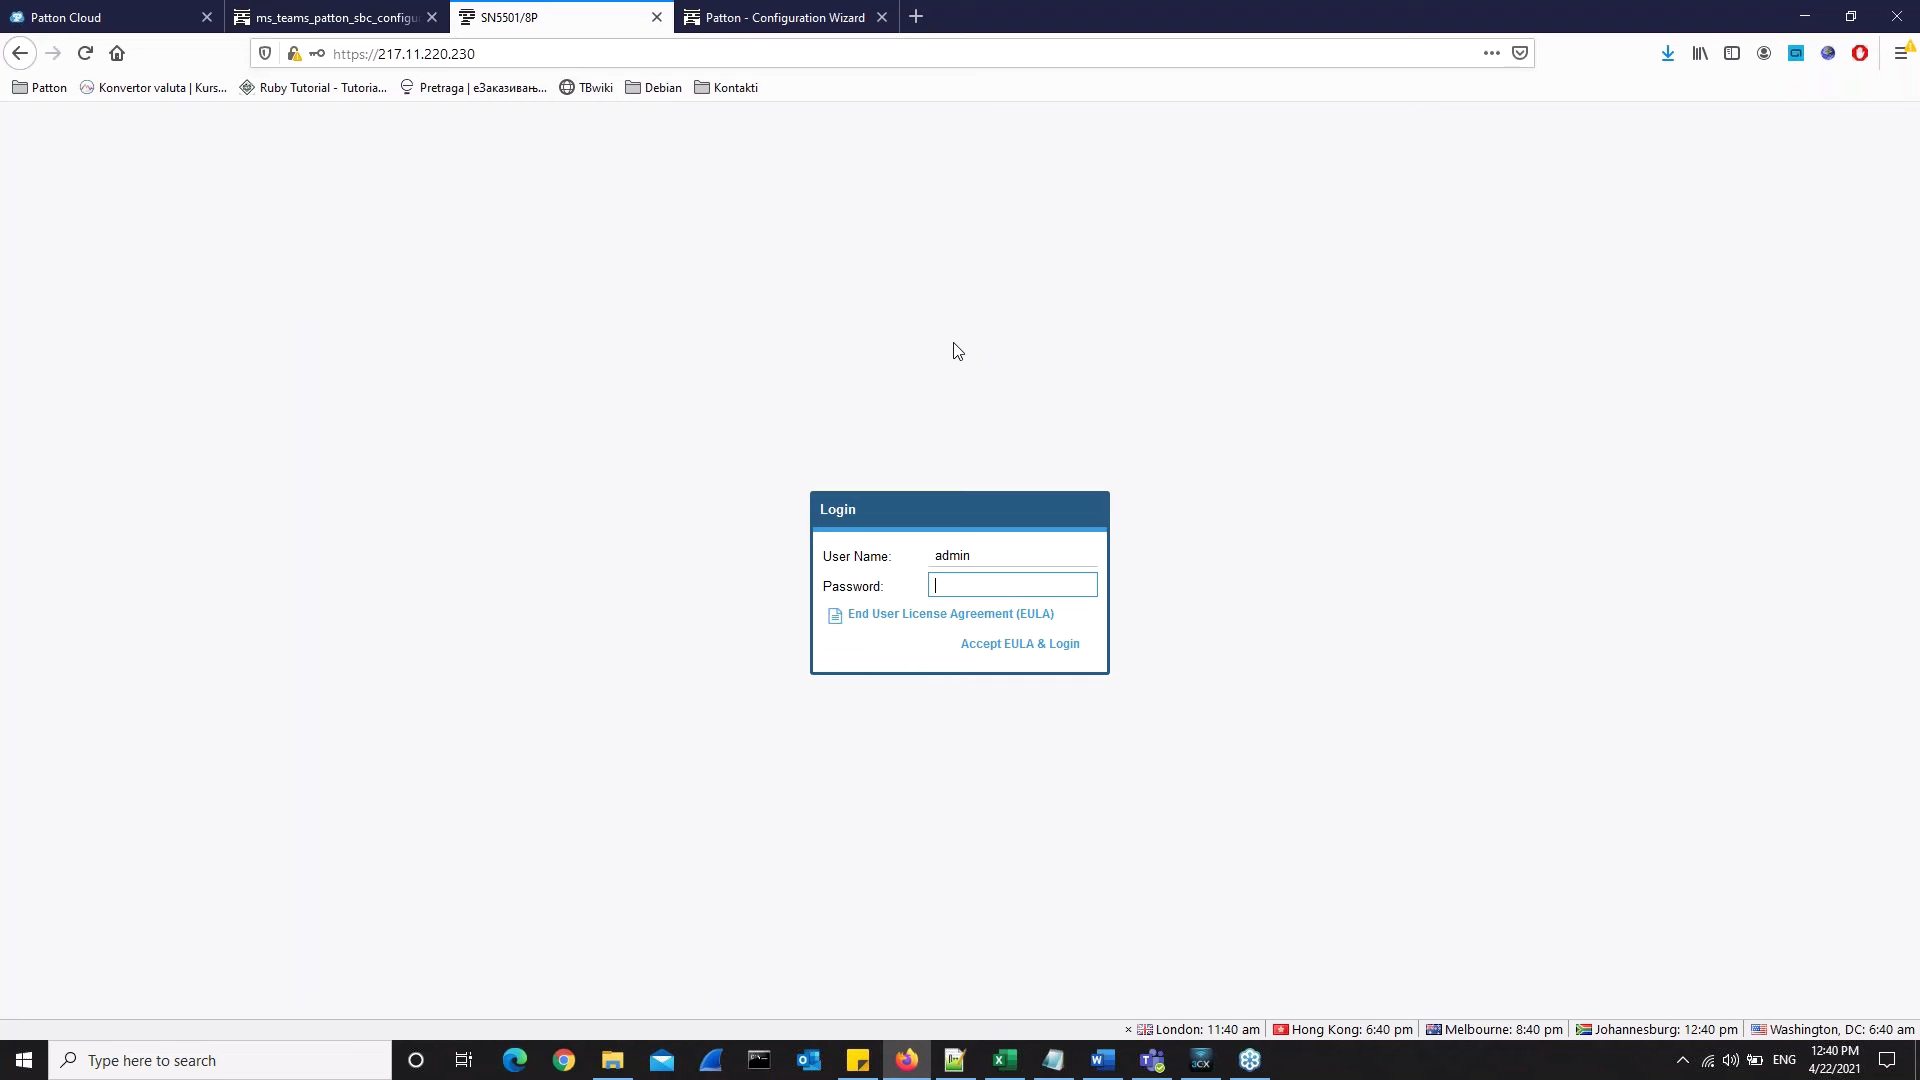 Patton Cloud
ms_teams_patton_sbc_configu
SN5501/8P
Patton - Configuration Wizard
https://217.11.220.230
Patton
Konvertor valuta | Kurs...
Ruby Tutorial - Tutoria...
Pretraga | еЗаказивањ...
TBwiki
Debian
Kontakti
Login
User Name:
admin
Password:
End User License Agreement (EULA)
Accept EULA & Login
London: 11:40 am
Hong Kong: 6:40 pm
Melbourne: 8:40 pm
Johannesburg: 12:40 pm
Washington, DC: 6:40 am
Type here to search
3CX
ENG
12:40 PM
4/22/2021